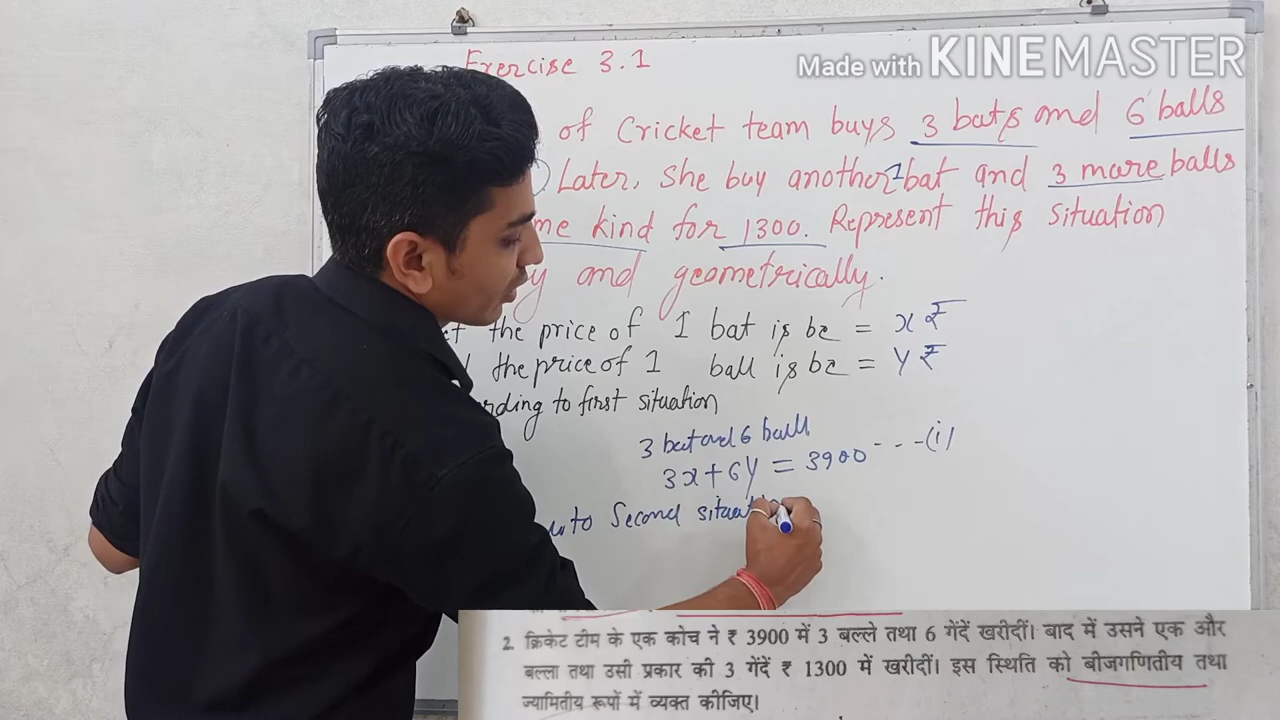 Made with KINEMASTER
Exercise 3.1
of Cricket team buys 3 bats and 6 balls
Later, She buy another 1 bat and 3 more balls
me kind for 1300. Represent this situation
y and geometrically.
the price of 1 bat is be = x ₹
the price of 1 ball is be = y ₹
rding to first situation
3 bat and 6 ball
3x + 6y = 3900 - - - (i)
to Second situation
2. क्रिकेट टीम के एक कोच ने ₹ 3900 में 3 बल्ले तथा 6 गेंदें खरीदीं। बाद में उसने एक और
बल्ला तथा उसी प्रकार की 3 गेंदें ₹ 1300 में खरीदीं। इस स्थिति को बीजगणितीय तथा
ज्यामितीय रूपों में व्यक्त कीजिए।